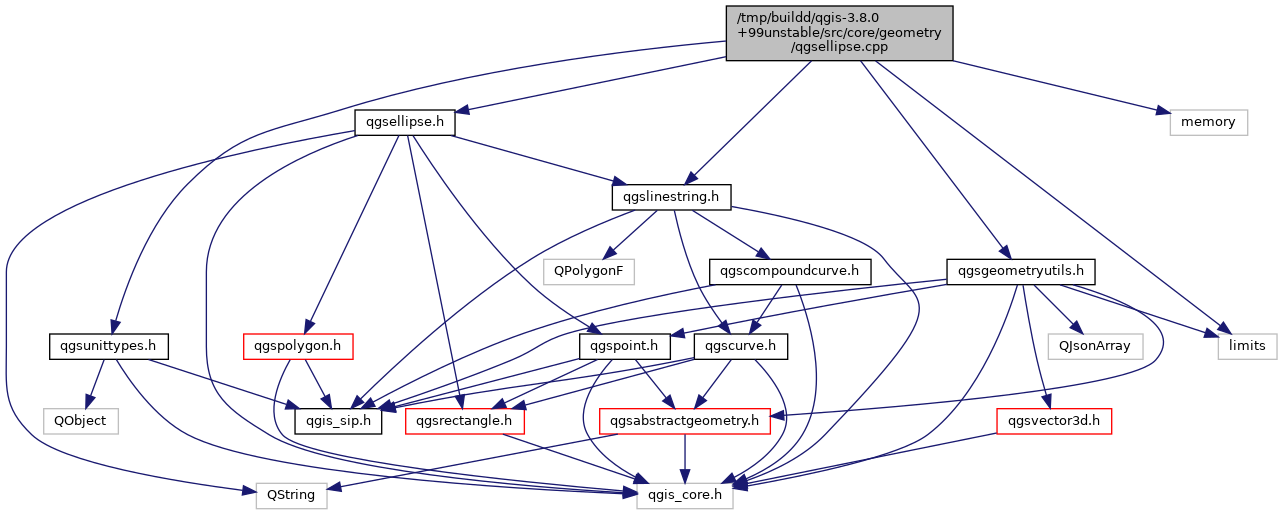 /tmp/buildd/qgis-3.8.0
+99unstable/src/core/geometry
/qgsellipse.cpp
qgsellipse.h
memory
qgslinestring.h
QPolygonF
qgscompoundcurve.h
qgsgeometryutils.h
qgsunittypes.h
qgspolygon.h
qgspoint.h
qgscurve.h
QJsonArray
limits
QObject
qgis_sip.h
qgsrectangle.h
qgsabstractgeometry.h
qgsvector3d.h
QString
qgis_core.h